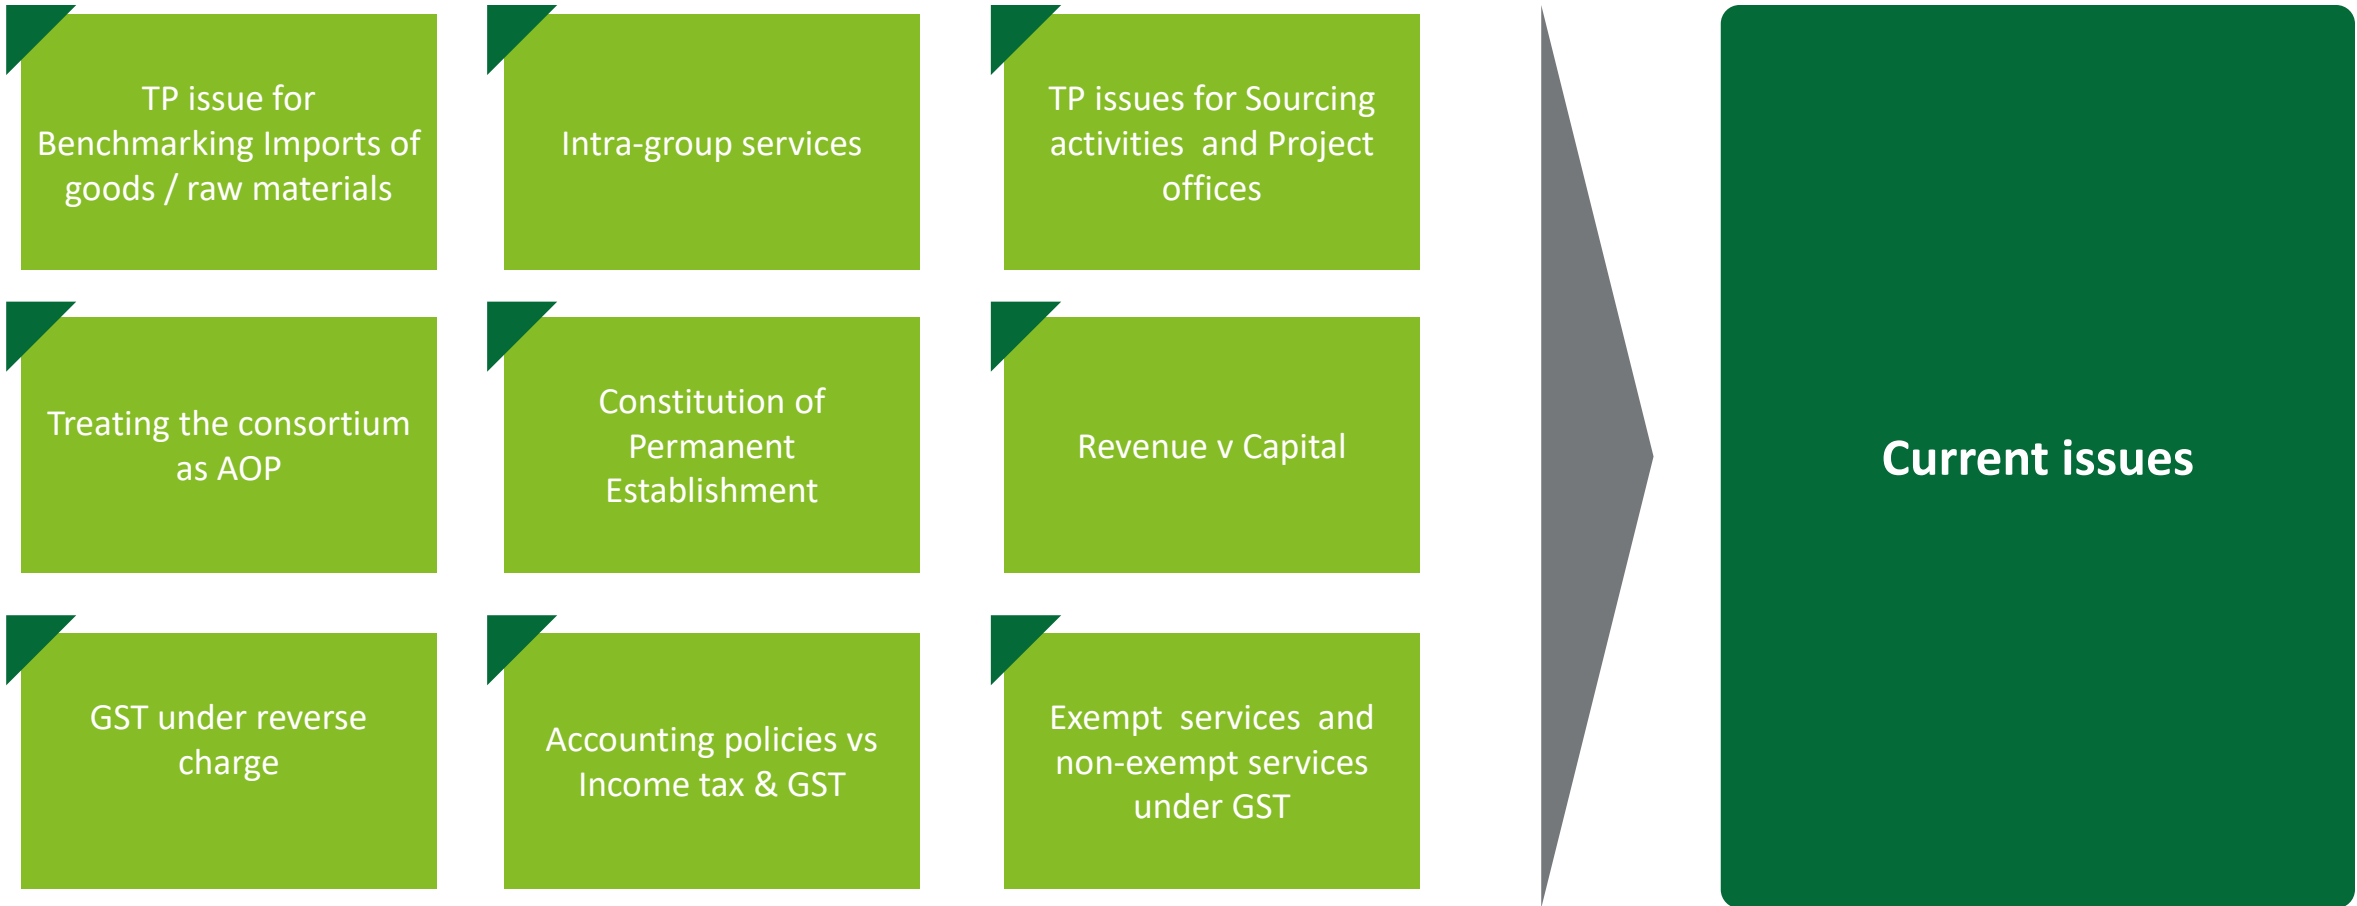 TP issue for
Benchmarking Imports of
goods / raw materials
Intra-group services
TP issues for Sourcing
activities  and Project
offices
Treating the consortium
as AOP
Constitution of
Permanent
Establishment
Revenue v Capital
GST under reverse
charge
Accounting policies vs
Income tax & GST
Exempt  services  and
non-exempt services
under GST
Current issues